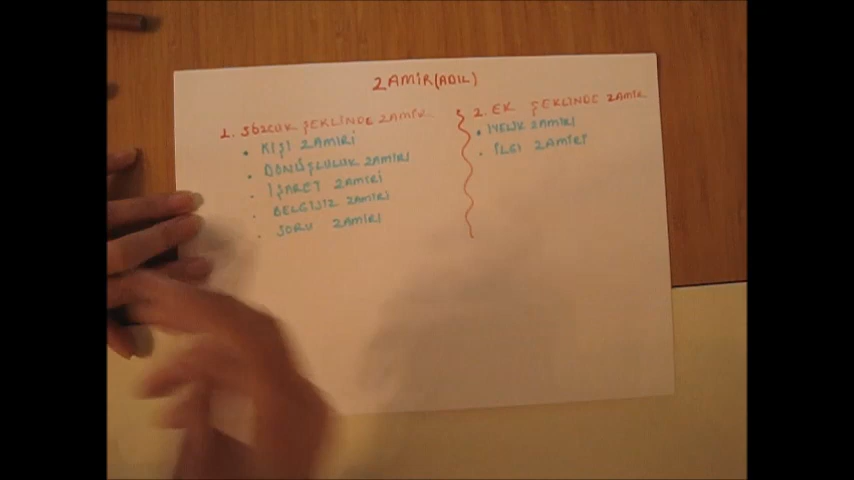 ZAMİR(ADIL)
1. SÖZCÜK ŞEKLİNDE ZAMİR
• KİŞİ ZAMİRİ
• DÖNÜŞLÜLÜK ZAMİRİ
• İŞARET ZAMİRİ
• BELGİSİZ ZAMİRİ
• SORU ZAMİRİ
2. EK ŞEKLİNDE ZAMİR
• İYELİK ZAMİRİ
• İLGİ ZAMİRİ